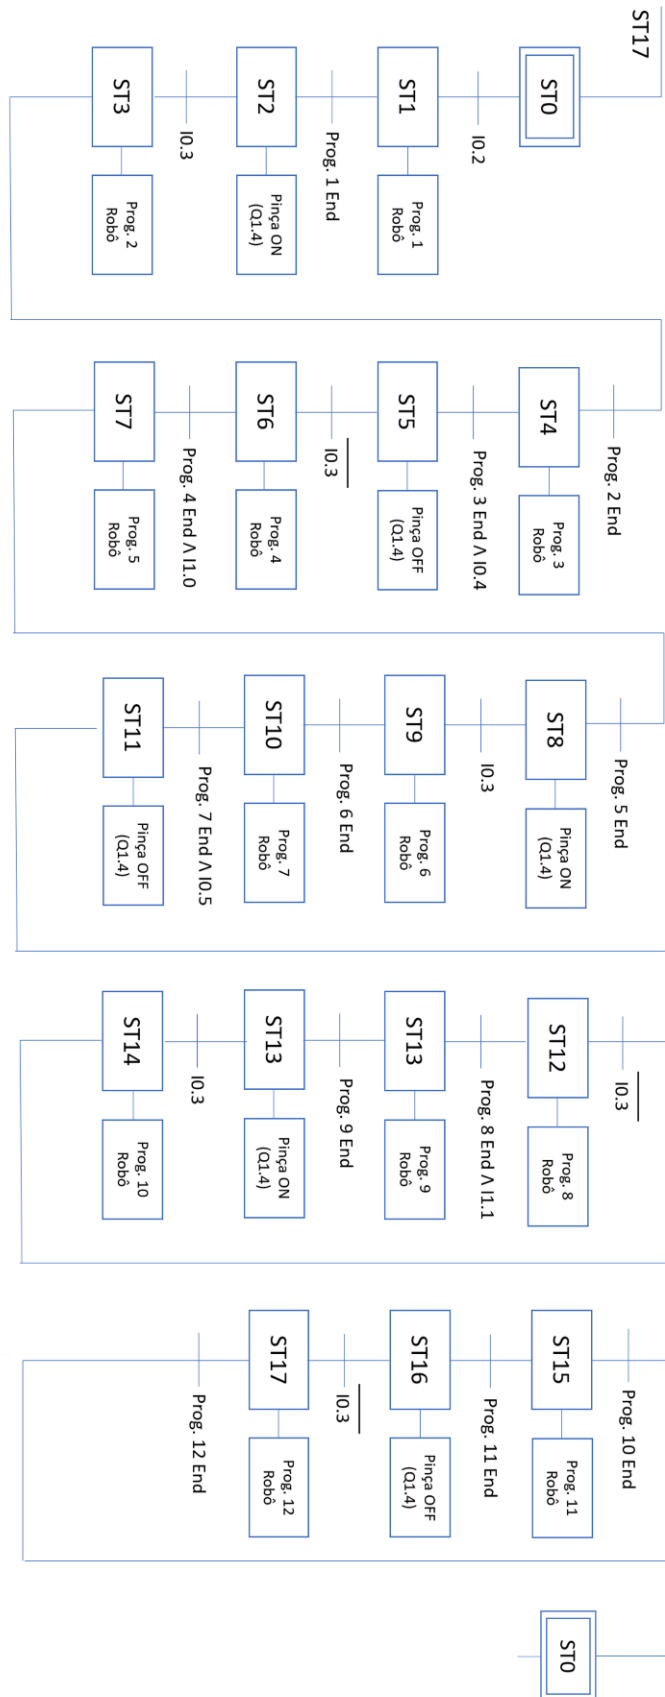 ST17
ST0
I0.2
ST1
Prog. 1
Robô
Prog. 1 End
ST2
Pinça ON
(Q1.4)
I0.3
ST3
Prog. 2
Robô
Prog. 2 End
ST4
Prog. 3
Robô
Prog. 3 End Λ I0.4
ST5
Pinça OFF
(Q1.4)
I0.3
ST6
Prog. 4
Robô
Prog. 4 End Λ I1.0
ST7
Prog. 5
Robô
Prog. 5 End
ST8
Pinça ON
(Q1.4)
I0.3
ST9
Prog. 6
Robô
Prog. 6 End
ST10
Prog. 7
Robô
Prog. 7 End Λ I0.5
ST11
Pinça OFF
(Q1.4)
I0.3
ST12
Prog. 8
Robô
Prog. 8 End Λ I1.1
ST13
Prog. 9
Robô
Prog. 9 End
ST13
Pinça ON
(Q1.4)
I0.3
ST14
Prog. 10
Robô
Prog. 10 End
ST15
Prog. 11
Robô
Prog. 11 End
ST16
Pinça OFF
(Q1.4)
I0.3
ST17
Prog. 12
Robô
Prog. 12 End
ST0